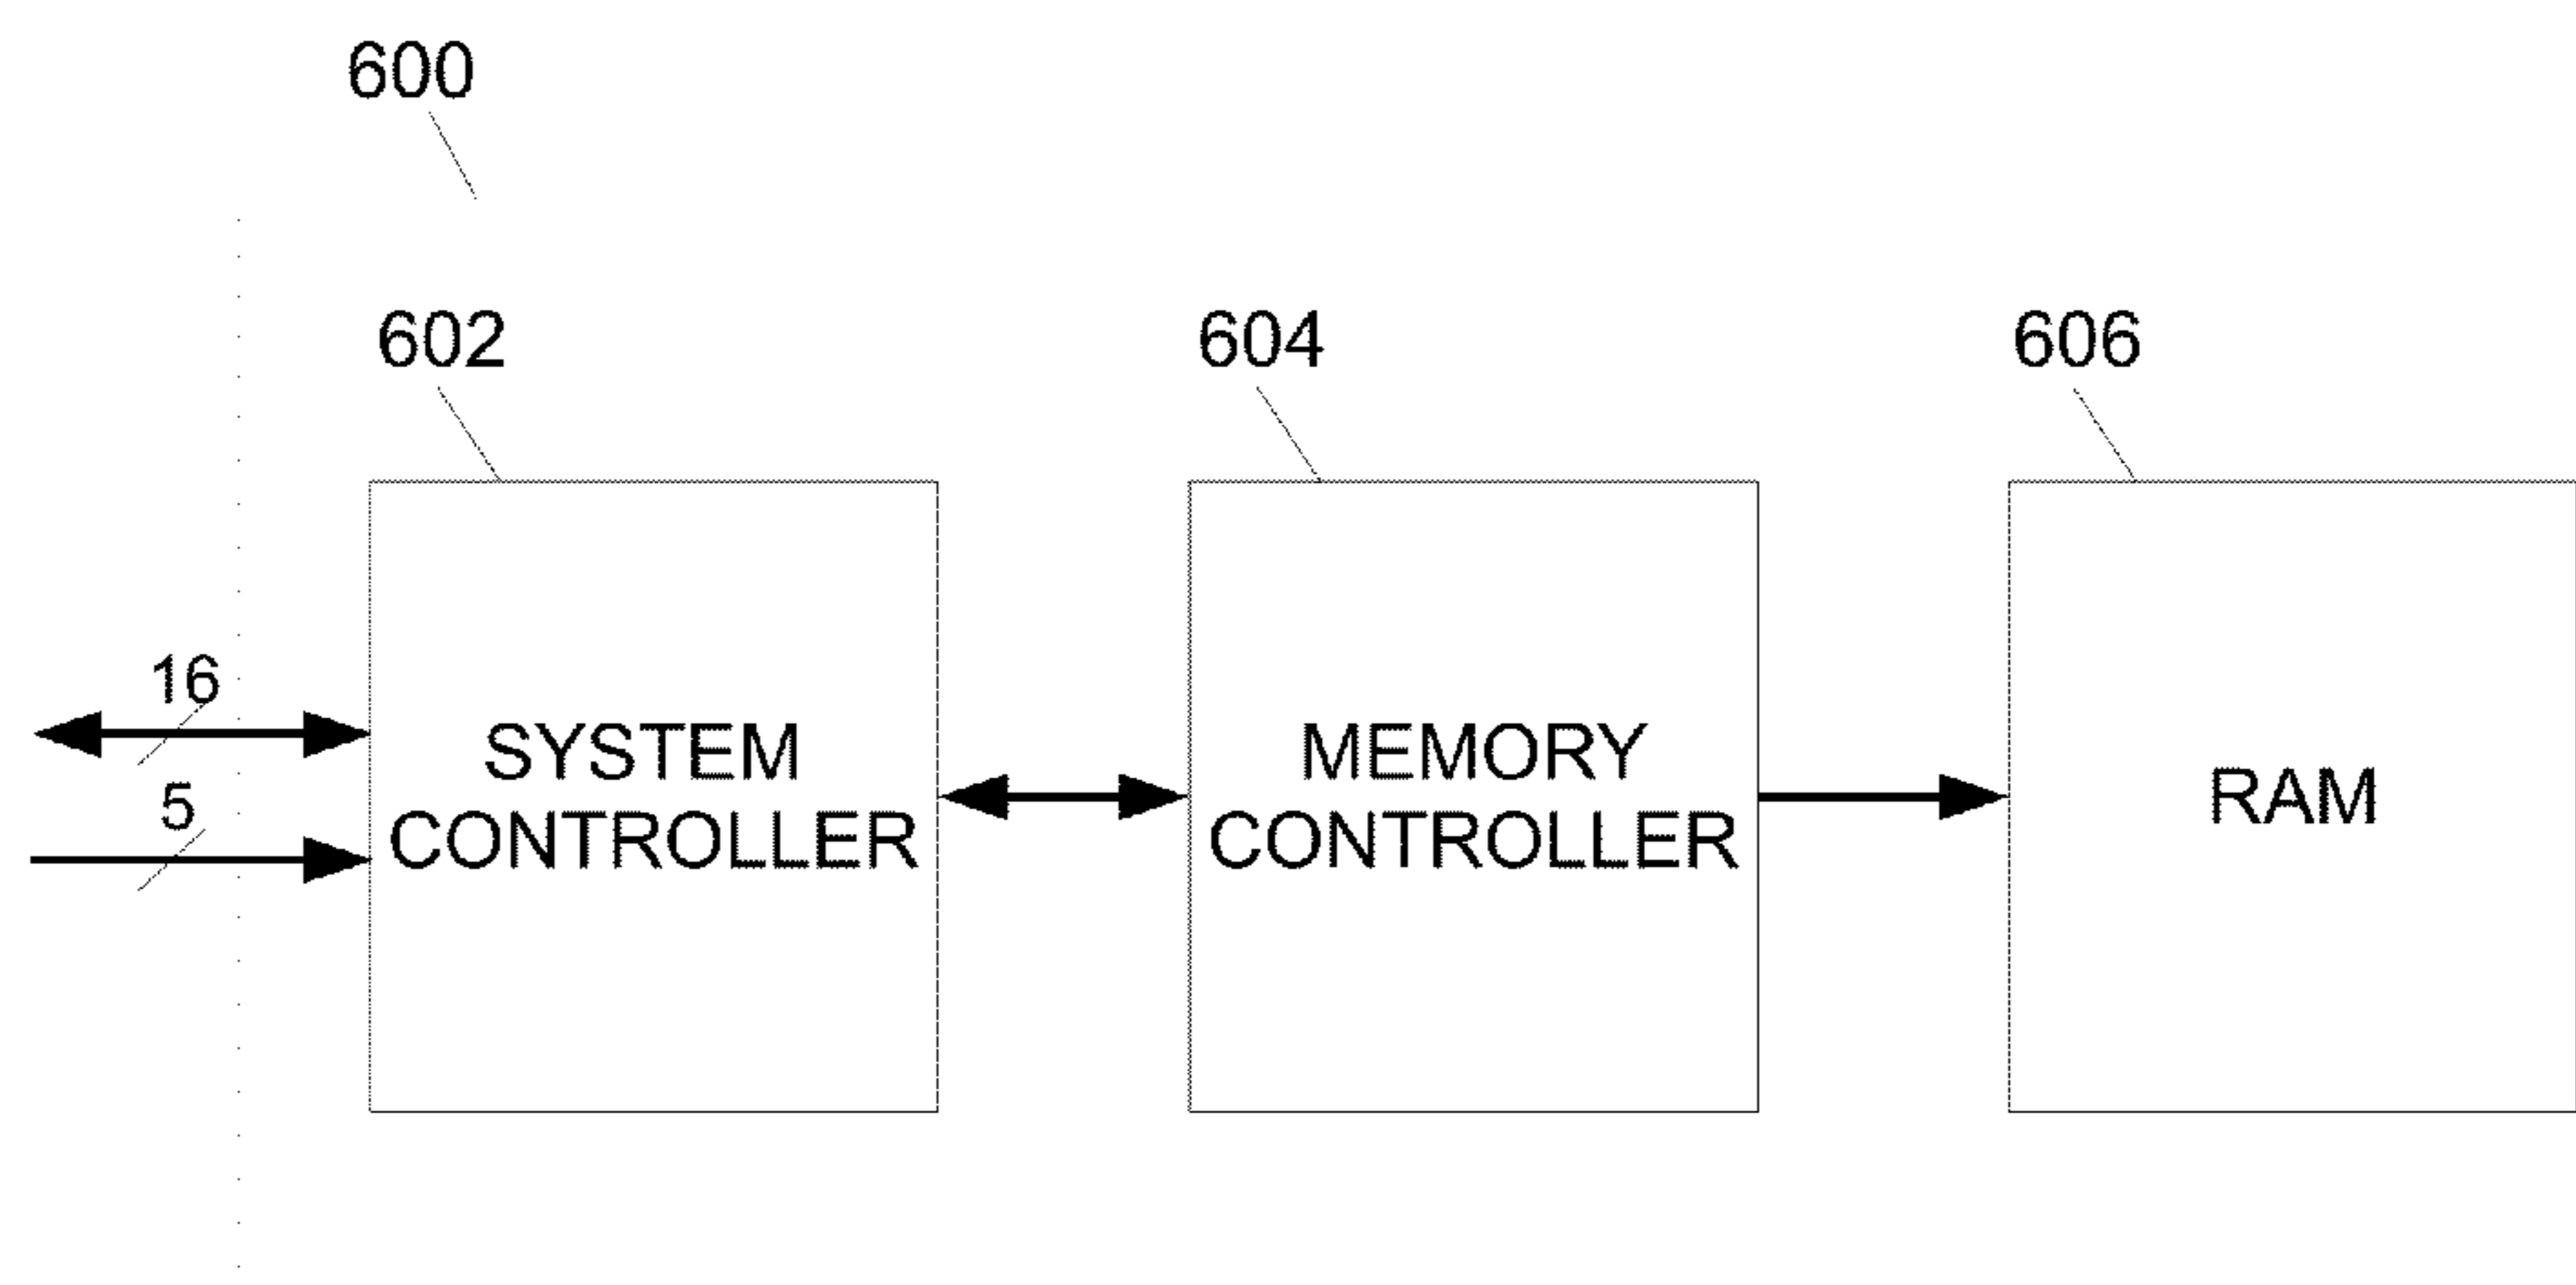 600
602
604
606
16
5
SYSTEM
CONTROLLER
MEMORY
CONTROLLER
RAM